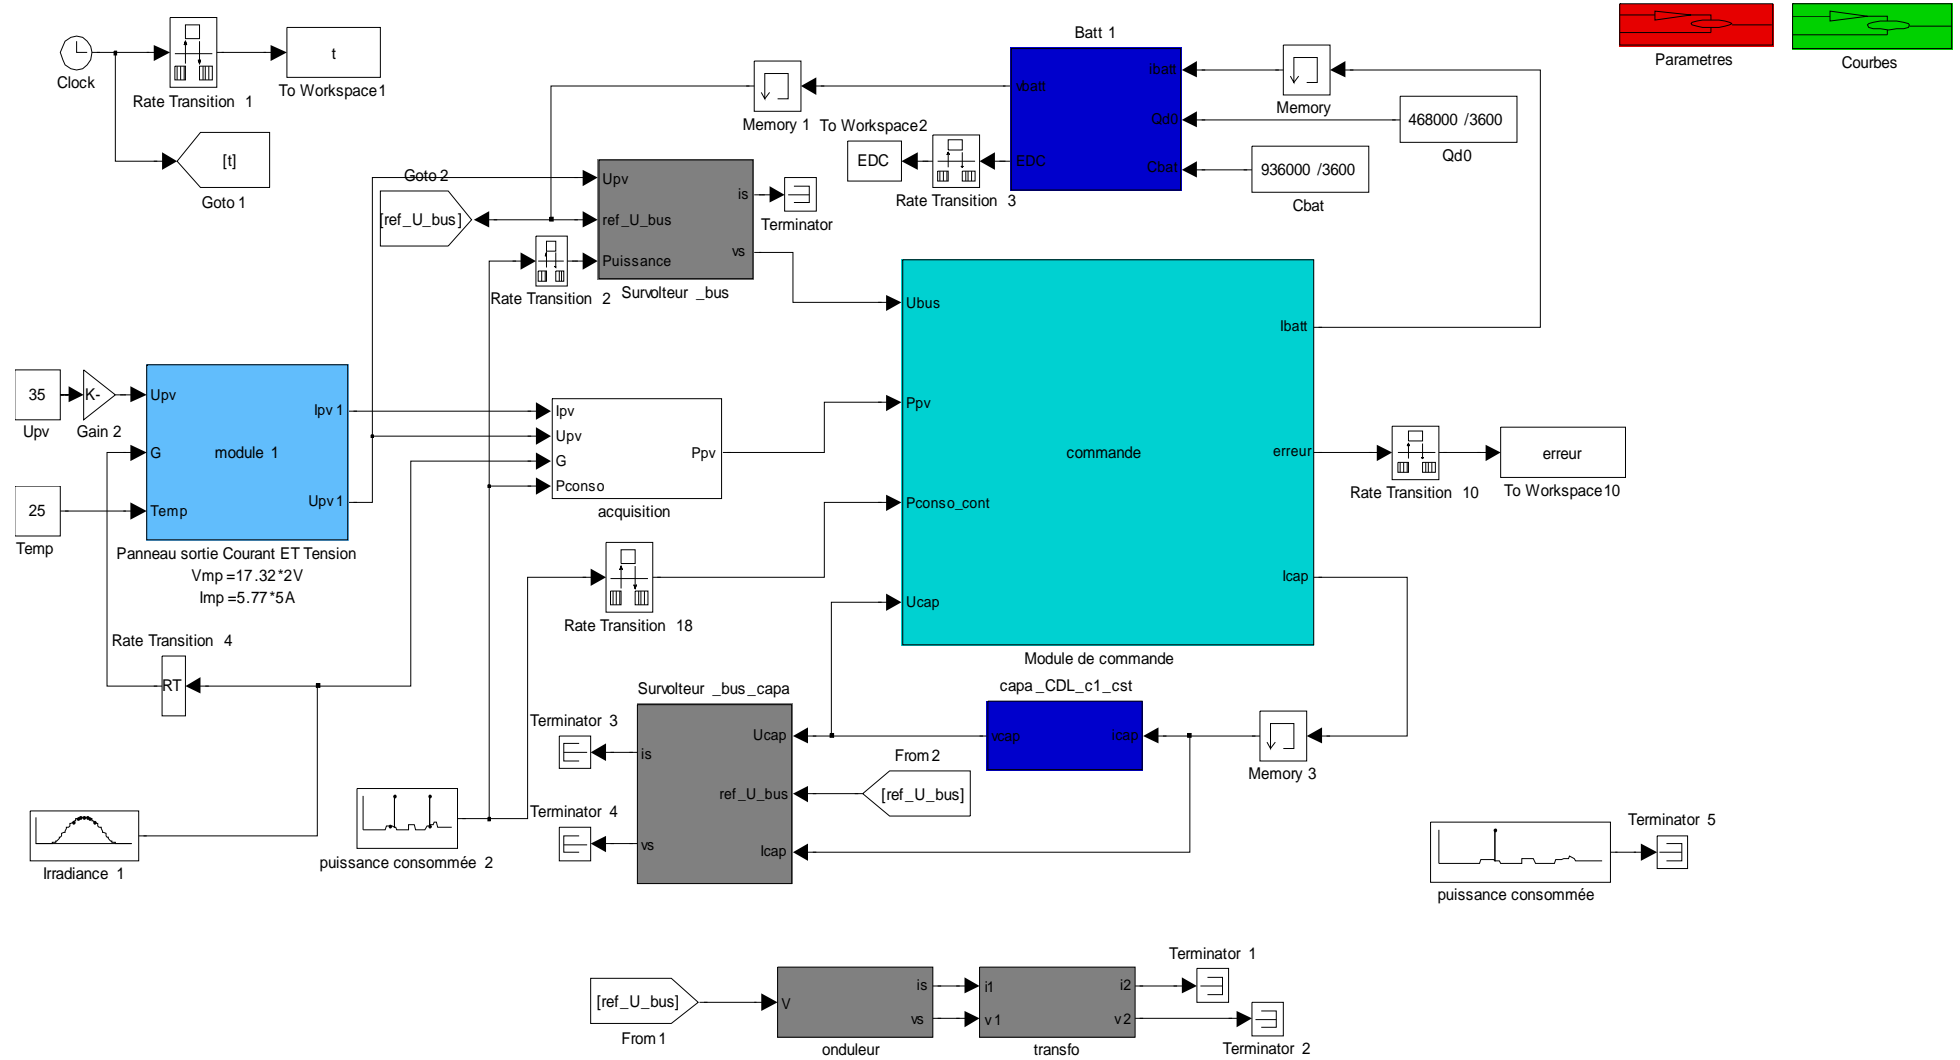 Clock
Rate Transition 1
t
To Workspace1
[t]
Goto 1
Batt 1
vbatt
EDC
Ibatt
Qd0
Cbat
Memory 1
Memory
468000 /3600
Qd0
936000 /3600
Cbat
To Workspace2
EDC
Rate Transition 3
Parametres
Courbes
Goto 2
[ref_U_bus]
Upv
ref_U_bus
Puissance
is
vs
Survolteur _bus
Terminator
Rate Transition 2
35
Upv
K-
Gain 2
25
Temp
Upv
G
Temp
module 1
Ipv 1
Upv 1
Panneau sortie Courant ET Tension
Vmp =17.32*2V
Imp =5.77*5A
Ipv
Upv
G
Pconso
Ppv
acquisition
Ubus
Ppv
Pconso_cont
Ucap
commande
Ibatt
erreur
Icap
Module de commande
Rate Transition 10
erreur
To Workspace10
Rate Transition 18
Rate Transition 4
RT
Survolteur _bus_capa
Terminator 3
is
vs
Ucap
ref_U_bus
Icap
Terminator 4
capa _CDL_c1_cst
vcap
icap
Memory 3
From 2
[ref_U_bus]
Irradiance 1
puissance consommée 2
puissance consommée
Terminator 5
[ref_U_bus]
From 1
V
is
vs
onduleur
i1
v1
i2
v2
transfo
Terminator 1
Terminator 2